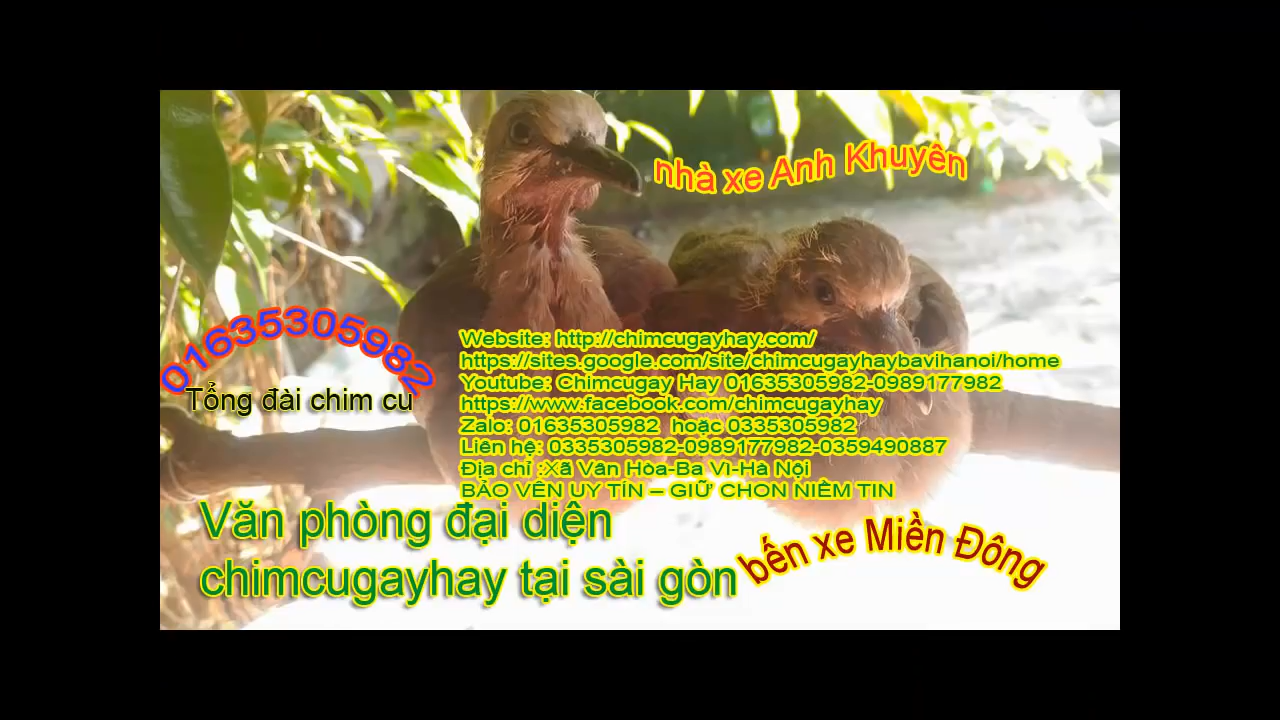 nhà xe Anh Khuyên
01635305982
Tổng đài chim cu
Website: http://chimcugayhay.com/
https://sites.google.com/site/chimcugayhaybavihanoi/home
Youtube: Chimcugay Hay 01635305982-0989177982
https://www.facebook.com/chimcugayhay
Zalo: 01635305982 hoặc 0335305982
Liên hệ: 0335305982-0989177982-0359490887
Địa chỉ :Xã Vân Hòa-Ba Vì-Hà Nội
BẢO VÊN UY TÍN – GIỮ CHON NIỀM TIN
Văn phòng đại diện
chimcugayhay tại sài gòn
bến xe Miền Đông